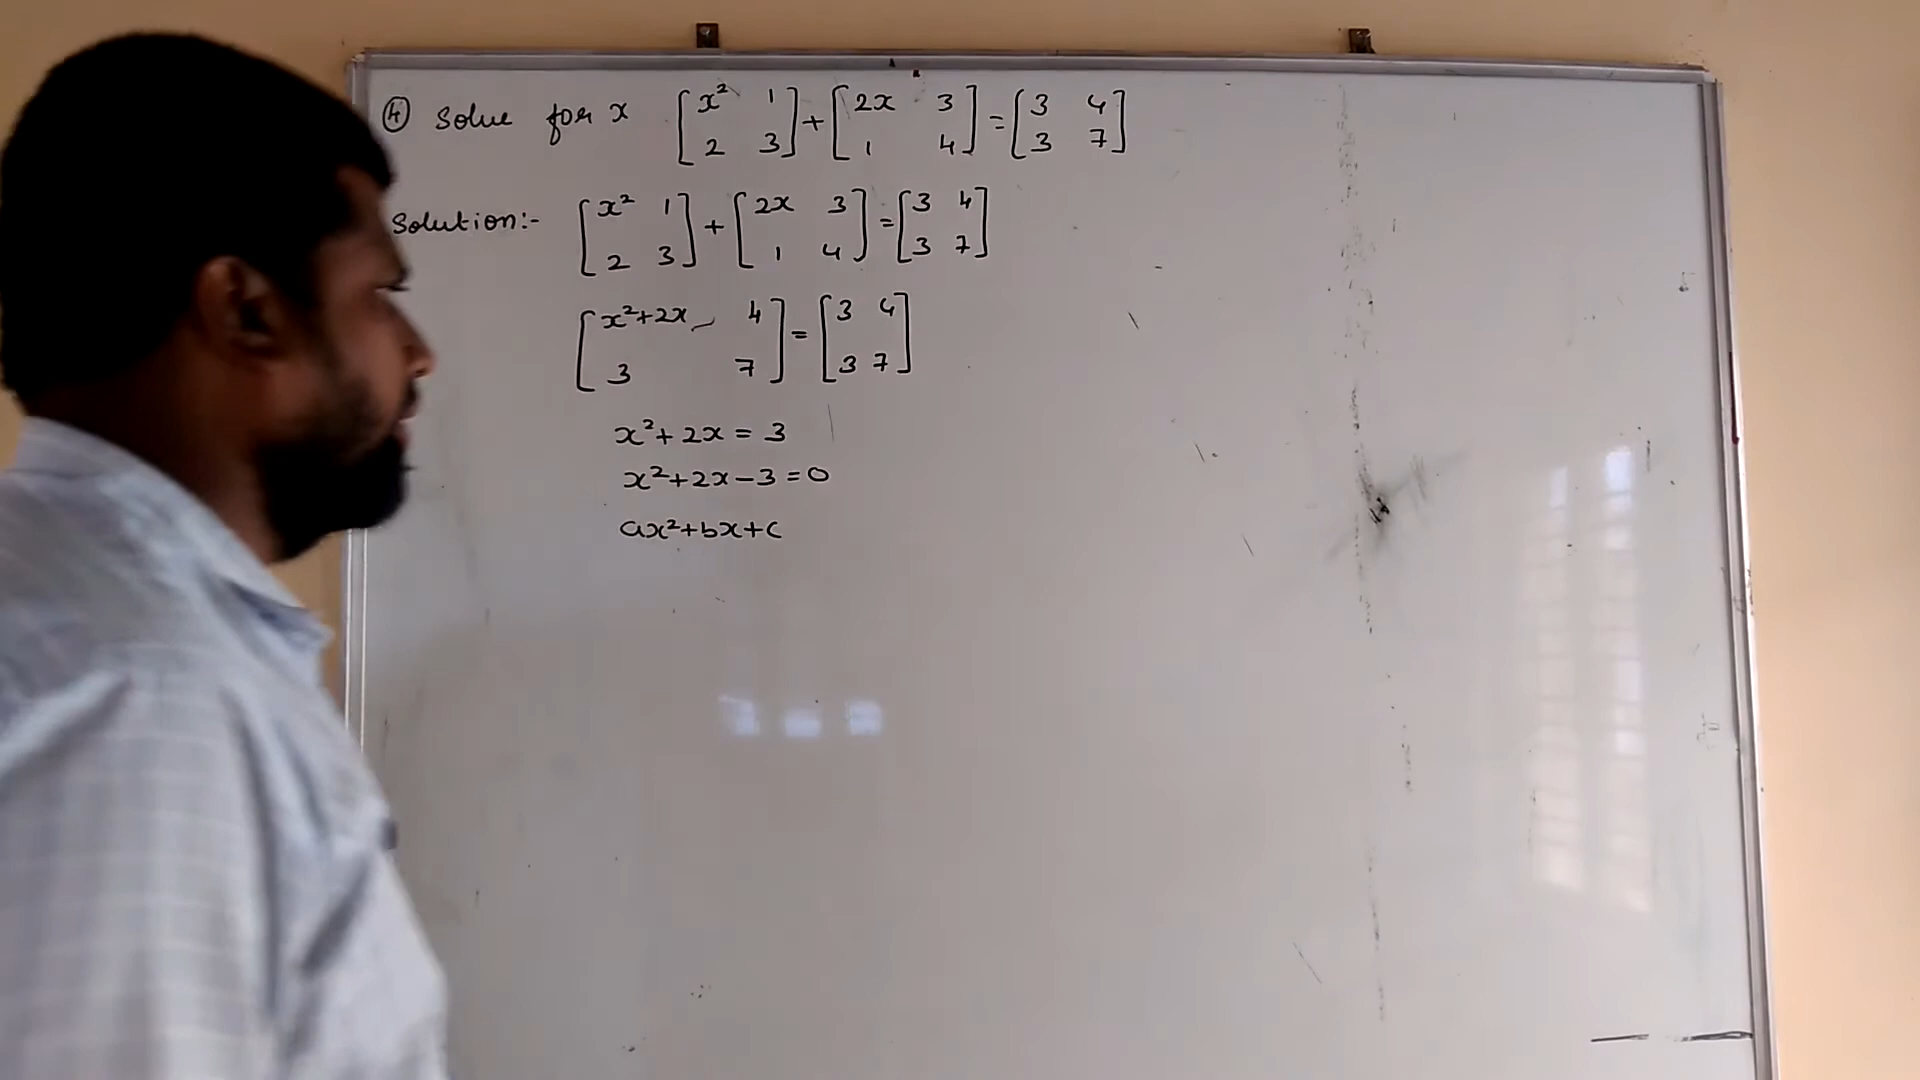 ④ Solve for x [x² 1 2 3] + [2x 3 1 4] = [3 4 3 7]
Solution:- [x² 1 2 3] + [2x 3 1 4] = [3 4 3 7]
[x²+2x 4 3 7] = [3 4 3 7]
x²+2x = 3
x²+2x-3=0
ax²+bx+c